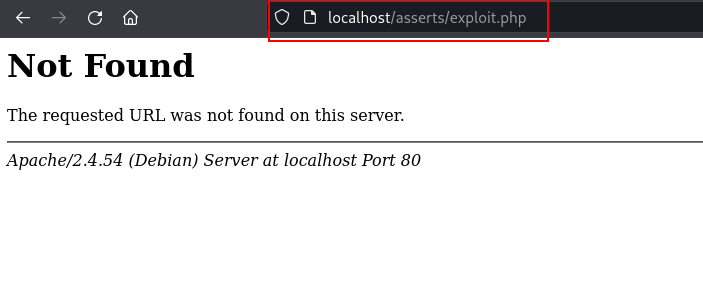 localhost/asserts/exploit.php
Not Found
The requested URL was not found on this server.
Apache/2.4.54 (Debian) Server at localhost Port 80